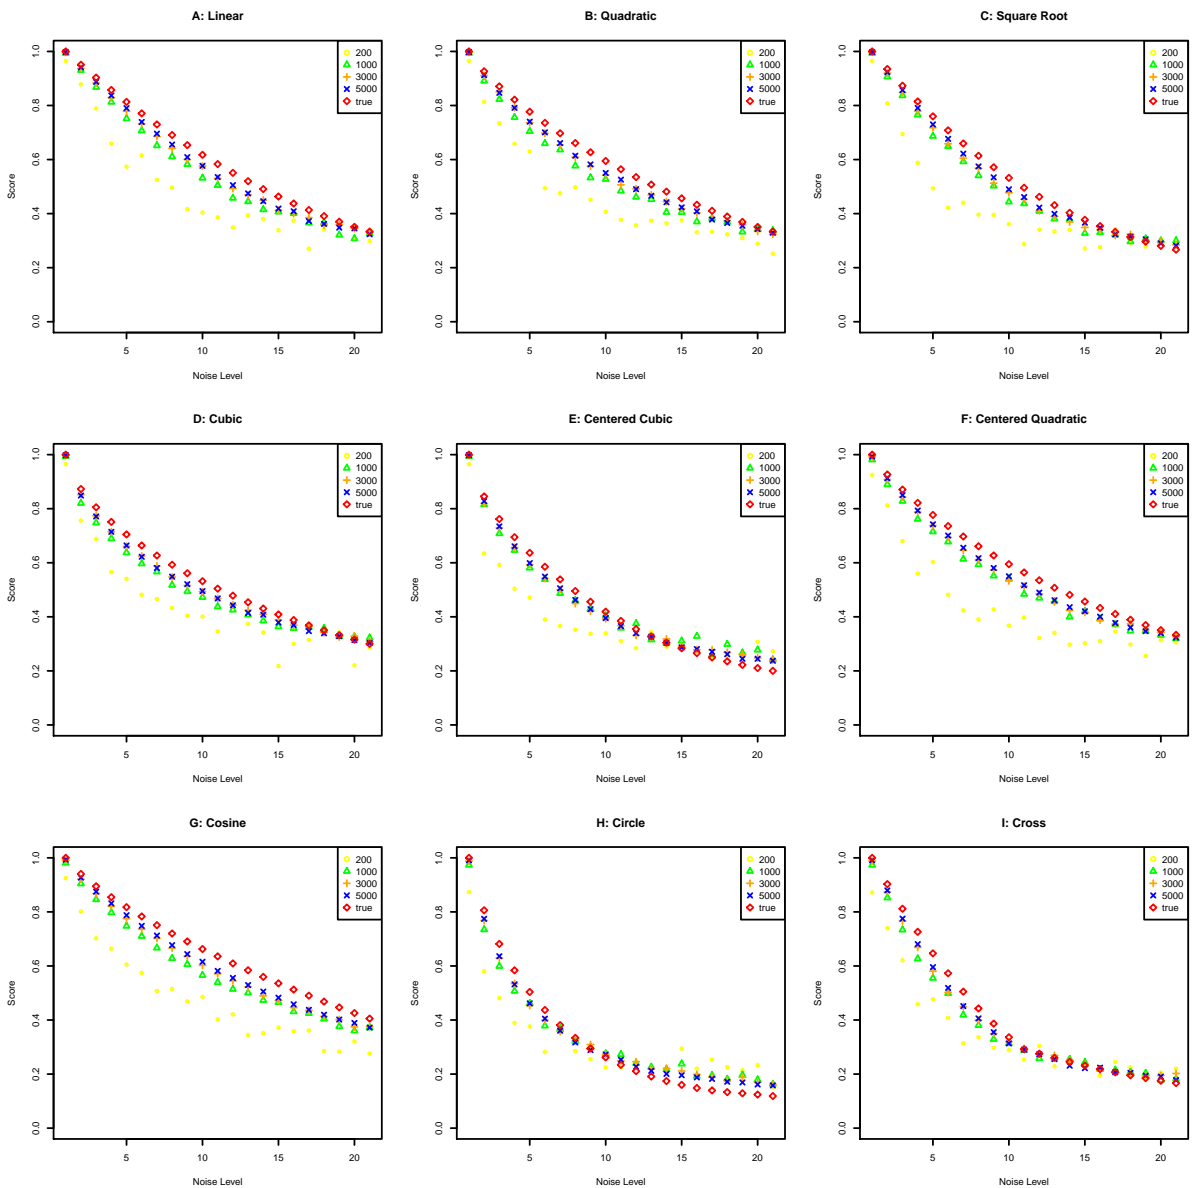 A: Linear
B: Quadratic
C: Square Root
Score
0.0 0.2 0.4 0.6 0.8 1.0
200
1000
3000
5000
true
5 10 15 20
Noise Level
Score
0.0 0.2 0.4 0.6 0.8 1.0
200
1000
3000
5000
true
5 10 15 20
Noise Level
Score
0.0 0.2 0.4 0.6 0.8 1.0
200
1000
3000
5000
true
5 10 15 20
Noise Level
D: Cubic
E: Centered Cubic
F: Centered Quadratic
Score
0.0 0.2 0.4 0.6 0.8 1.0
200
1000
3000
5000
true
5 10 15 20
Noise Level
Score
0.0 0.2 0.4 0.6 0.8 1.0
200
1000
3000
5000
true
5 10 15 20
Noise Level
Score
0.0 0.2 0.4 0.6 0.8 1.0
200
1000
3000
5000
true
5 10 15 20
Noise Level
G: Cosine
H: Circle
I: Cross
Score
0.0 0.2 0.4 0.6 0.8 1.0
200
1000
3000
5000
true
5 10 15 20
Noise Level
Score
0.0 0.2 0.4 0.6 0.8 1.0
200
1000
3000
5000
true
5 10 15 20
Noise Level
Score
0.0 0.2 0.4 0.6 0.8 1.0
200
1000
3000
5000
true
5 10 15 20
Noise Level